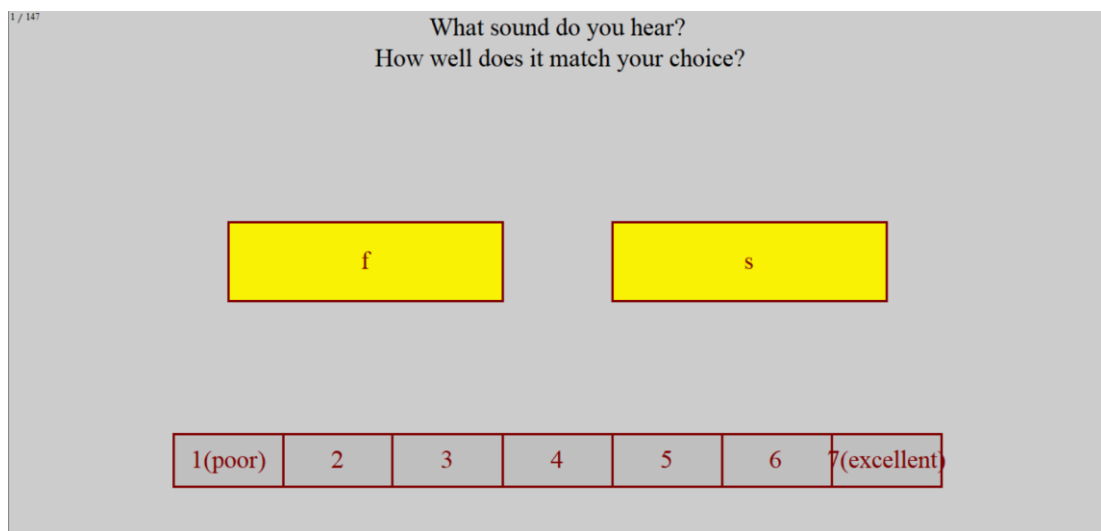 1 / 147
What sound do you hear?
How well does it match your choice?
f s
1(poor) 2 3 4 5 6 7(excellent)